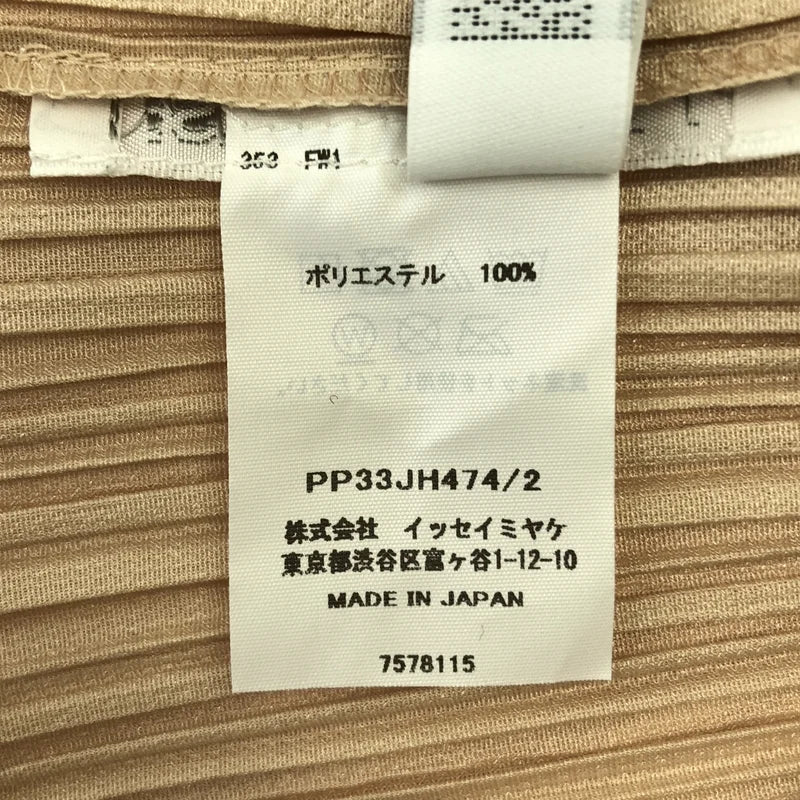 353 FW1
ポリエステル 100%
PP33JH474/2
株式会社 イッセイミヤケ
東京都渋谷区富ヶ谷1-12-10
MADE IN JAPAN
7578115